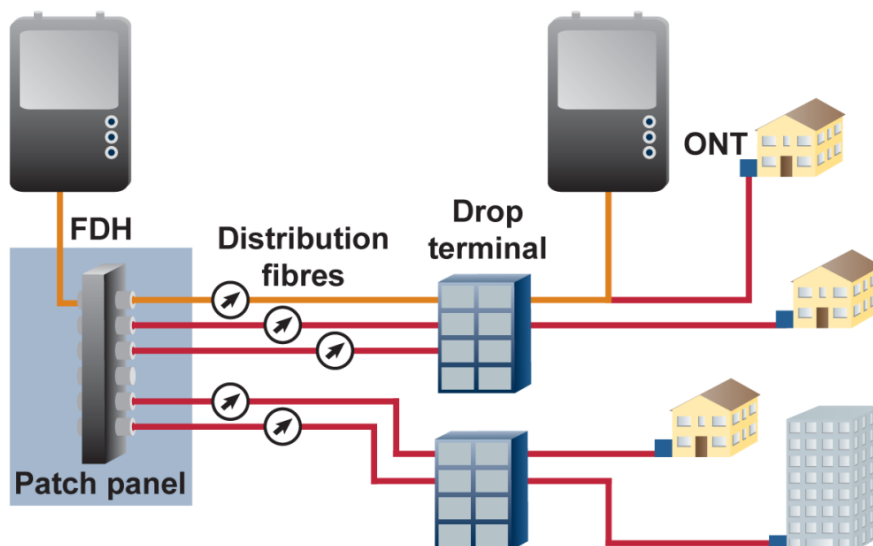 ONT
FDH
Distribution
fibres
Drop
terminal
Patch panel